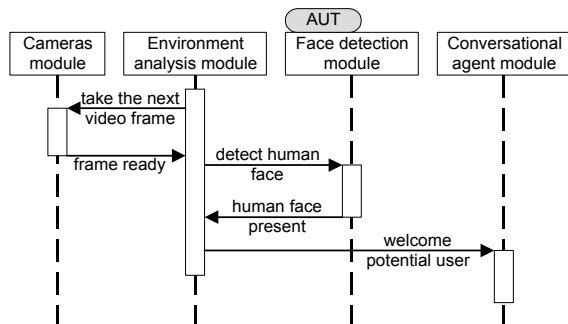 AUT
Cameras
module
Environment
analysis module
Face detection
module
Conversational
agent module
take the next
video frame
frame ready
detect human
face
human face
present
welcome
potential user